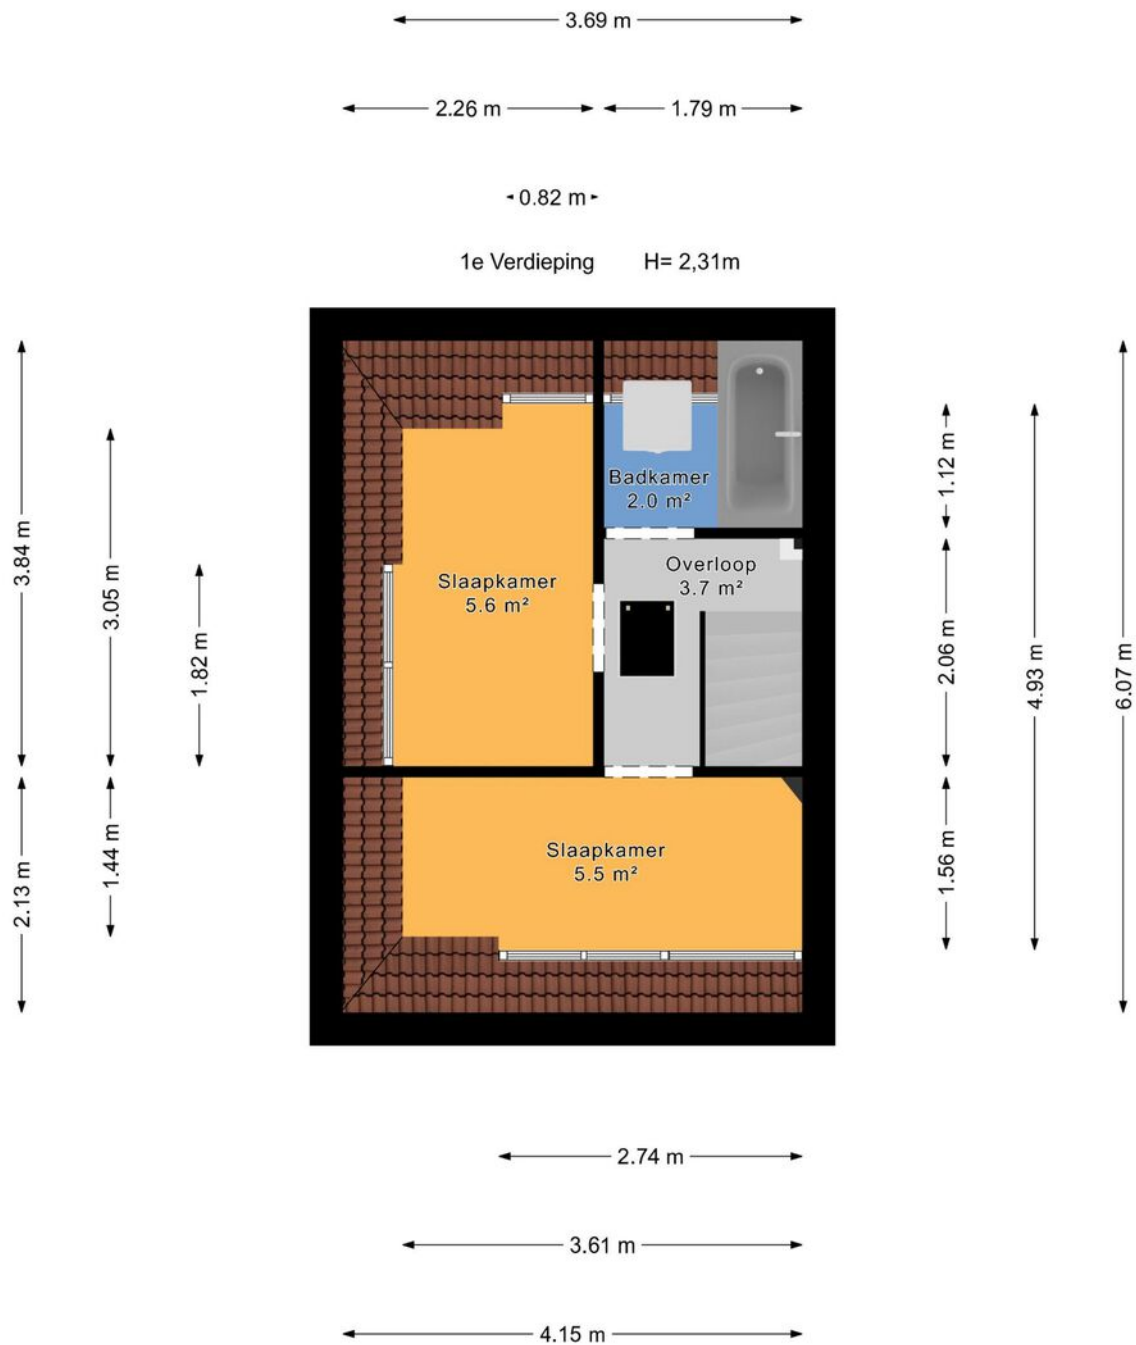 3.69 m
2.26 m
1.79 m
0.82 m
1e Verdieping H= 2,31m
3.84 m
3.05 m
1.82 m
2.13 m
1.44 m
Badkamer
2.0 m²
Overloop
3.7 m²
Slaapkamer
5.6 m²
Slaapkamer
5.5 m²
1.12 m
2.06 m
1.56 m
4.93 m
6.07 m
2.74 m
3.61 m
4.15 m